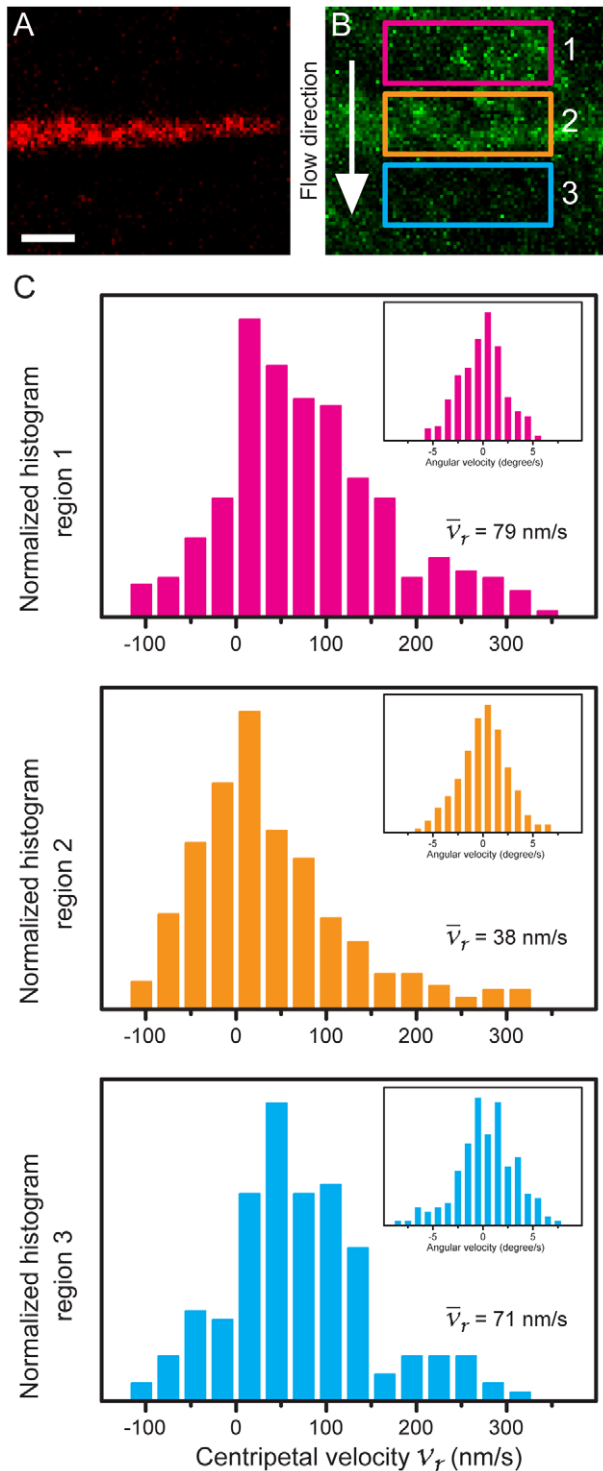 A
B
Flow direction
1
2
3
C
Normalized histogram
region 1
-5 0 5
Angular velocity (degree/s)
v̅r = 79 nm/s
-100 0 100 200 300
Normalized histogram
region 2
-5 0 5
Angular velocity (degree/s)
v̅r = 38 nm/s
-100 0 100 200 300
Normalized histogram
region 3
-5 0 5
Angular velocity (degree/s)
v̅r = 71 nm/s
-100 0 100 200 300
Centripetal velocity vr (nm/s)